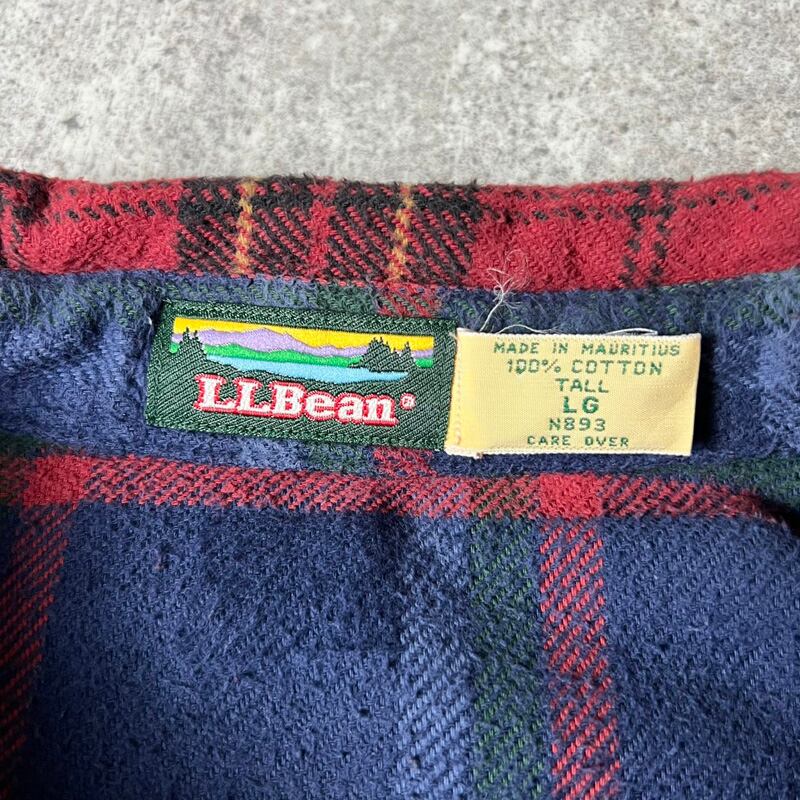 L.L.Bean®
MADE IN MAURITIUS
100% COTTON
TALL
LG
N893
CARE OVER